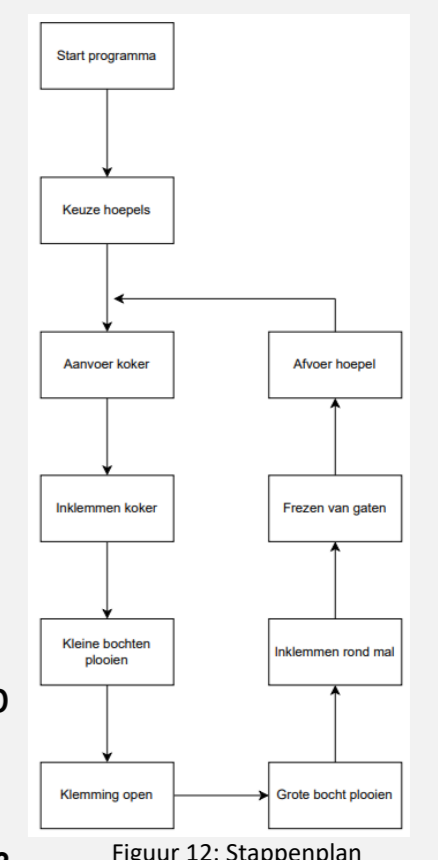 Start programma
Keuze hoepels
Aanvoer koker
Inklemmen koker
Kleine bochten
plooien
Klemming open
Grote bocht plooien
Inklemmen rond mal
Frezen van gaten
Afvoer hoepel
Figuur 12: Stappenplan